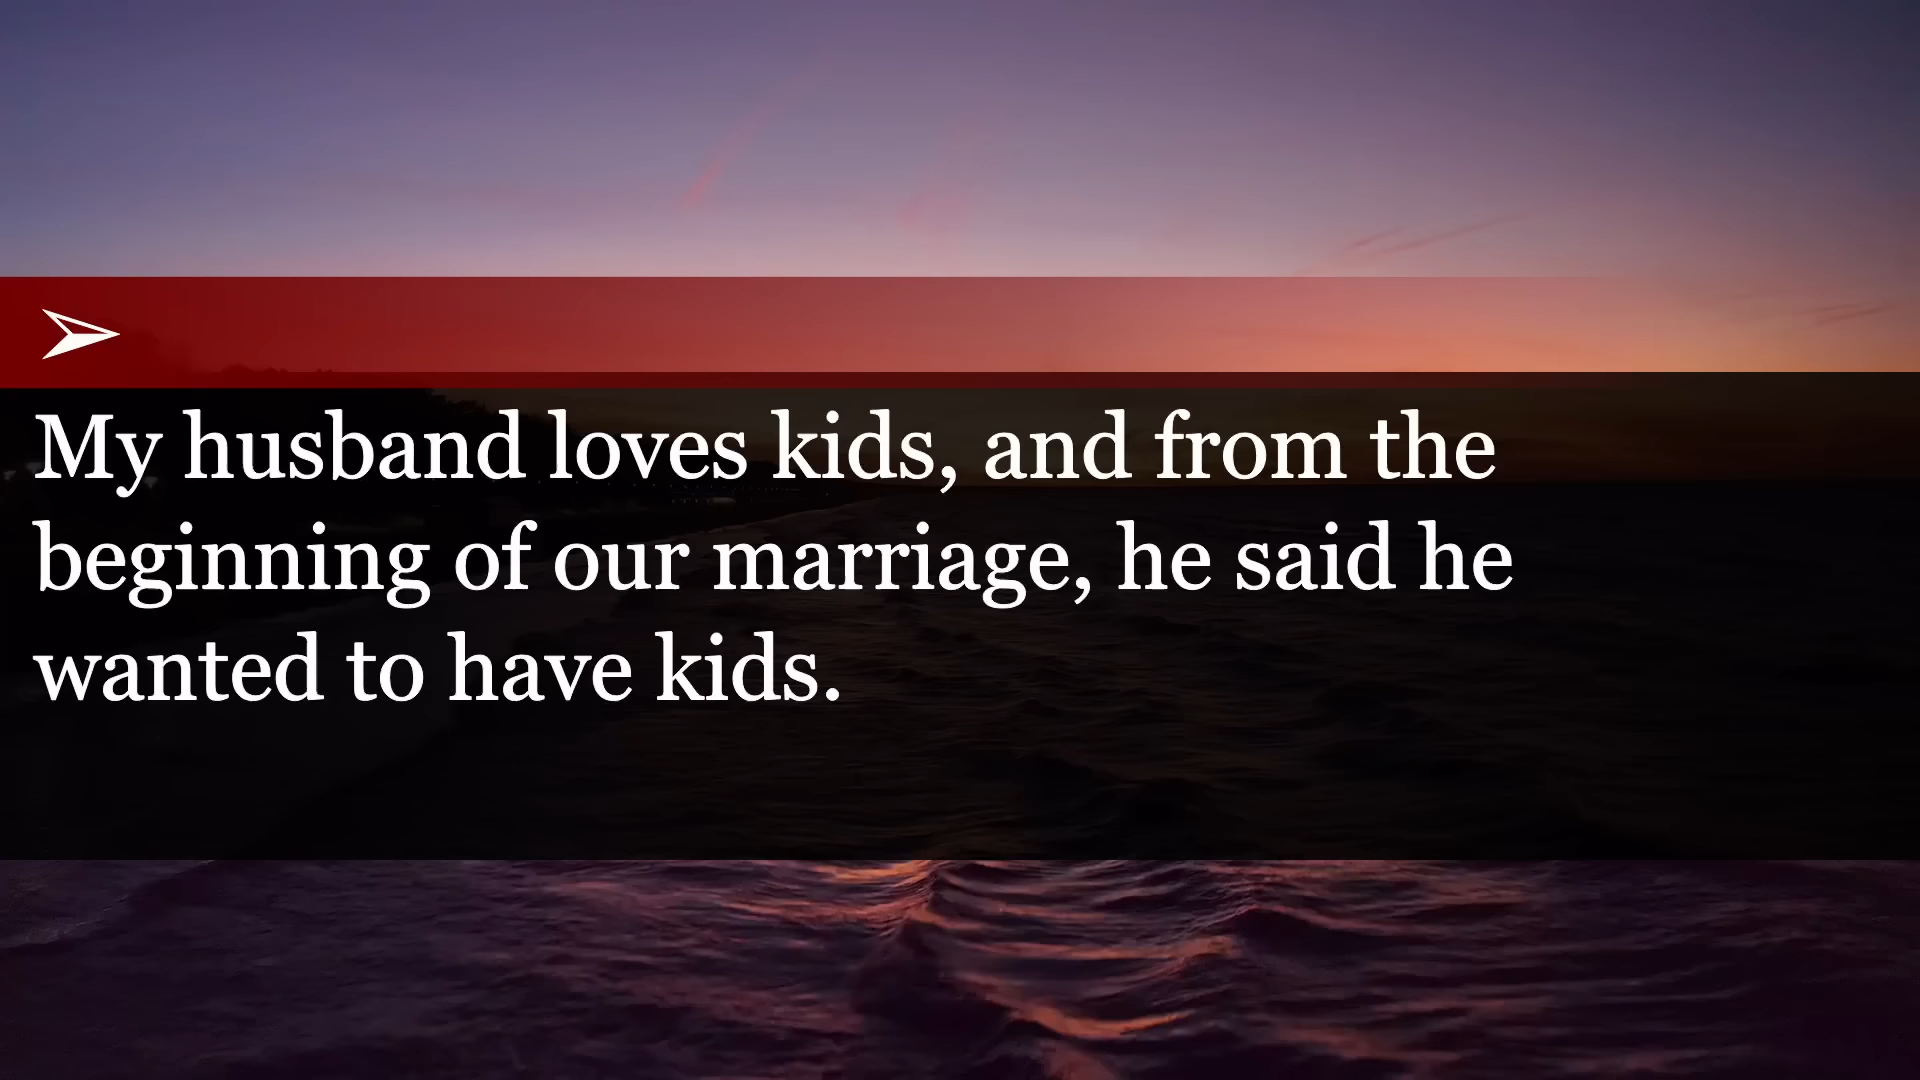 My husband loves kids, and from the
beginning of our marriage, he said he
wanted to have kids.